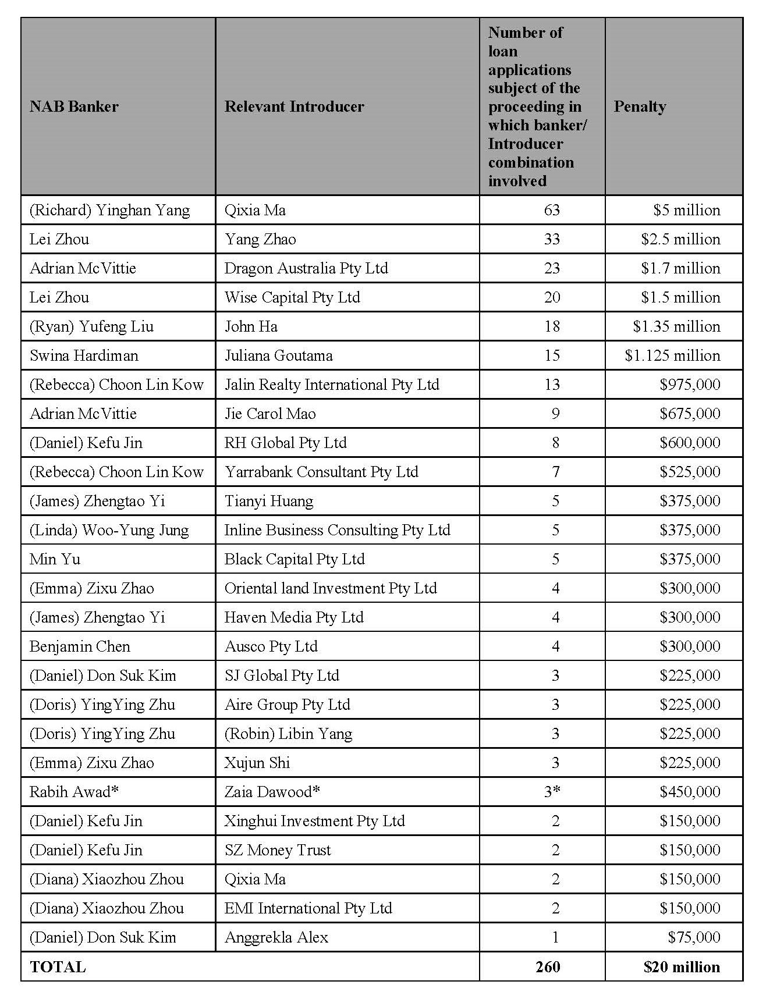 NAB Banker
Relevant Introducer
Number of
loan
applications
subject of the
proceeding in
which banker/
Introducer
combination
involved
Penalty
(Richard) Yinghan Yang Qixia Ma 63 $5 million
Lei Zhou Yang Zhao 33 $2.5 million
Adrian McVittie Dragon Australia Pty Ltd 23 $1.7 million
Lei Zhou Wise Capital Pty Ltd 20 $1.5 million
(Ryan) Yufeng Liu John Ha 18 $1.35 million
Swina Hardiman Juliana Goutama 15 $1.125 million
(Rebecca) Choon Lin Kow Jalin Realty International Pty Ltd 13 $975,000
Adrian McVittie Jie Carol Mao 9 $675,000
(Daniel) Kefu Jin RH Global Pty Ltd 8 $600,000
(Rebecca) Choon Lin Kow Yarrabank Consultant Pty Ltd 7 $525,000
(James) Zhengtao Yi Tianyi Huang 5 $375,000
(Linda) Woo-Yung Jung Inline Business Consulting Pty Ltd 5 $375,000
Min Yu Black Capital Pty Ltd 5 $375,000
(Emma) Zixu Zhao Oriental land Investment Pty Ltd 4 $300,000
(James) Zhengtao Yi Haven Media Pty Ltd 4 $300,000
Benjamin Chen Ausco Pty Ltd 4 $300,000
(Daniel) Don Suk Kim SJ Global Pty Ltd 3 $225,000
(Doris) YingYing Zhu Aire Group Pty Ltd 3 $225,000
(Doris) YingYing Zhu (Robin) Libin Yang 3 $225,000
(Emma) Zixu Zhao Xujun Shi 3 $225,000
Rabih Awad* Zaia Dawood* 3* $450,000
(Daniel) Kefu Jin Xinghui Investment Pty Ltd 2 $150,000
(Daniel) Kefu Jin SZ Money Trust 2 $150,000
(Diana) Xiaozhou Zhou Qixia Ma 2 $150,000
(Diana) Xiaozhou Zhou EMI International Pty Ltd 2 $150,000
(Daniel) Don Suk Kim Anggrekla Alex 1 $75,000
TOTAL 260 $20 million